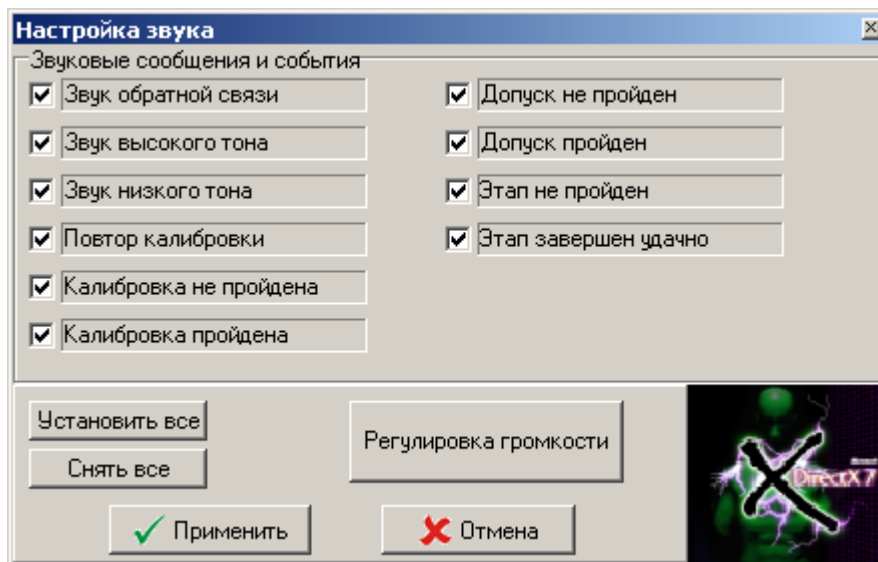 Настройка звука
Звуковые сообщения и события
Звук обратной связи
Звук высокого тона
Звук низкого тона
Повтор калибровки
Калибровка не пройдена
Калибровка пройдена
Допуск не пройден
Допуск пройден
Этап не пройден
Этап завершен удачно
Установить все
Снять все
Регулировка громкости
Применить
Отмена
DirectX 7